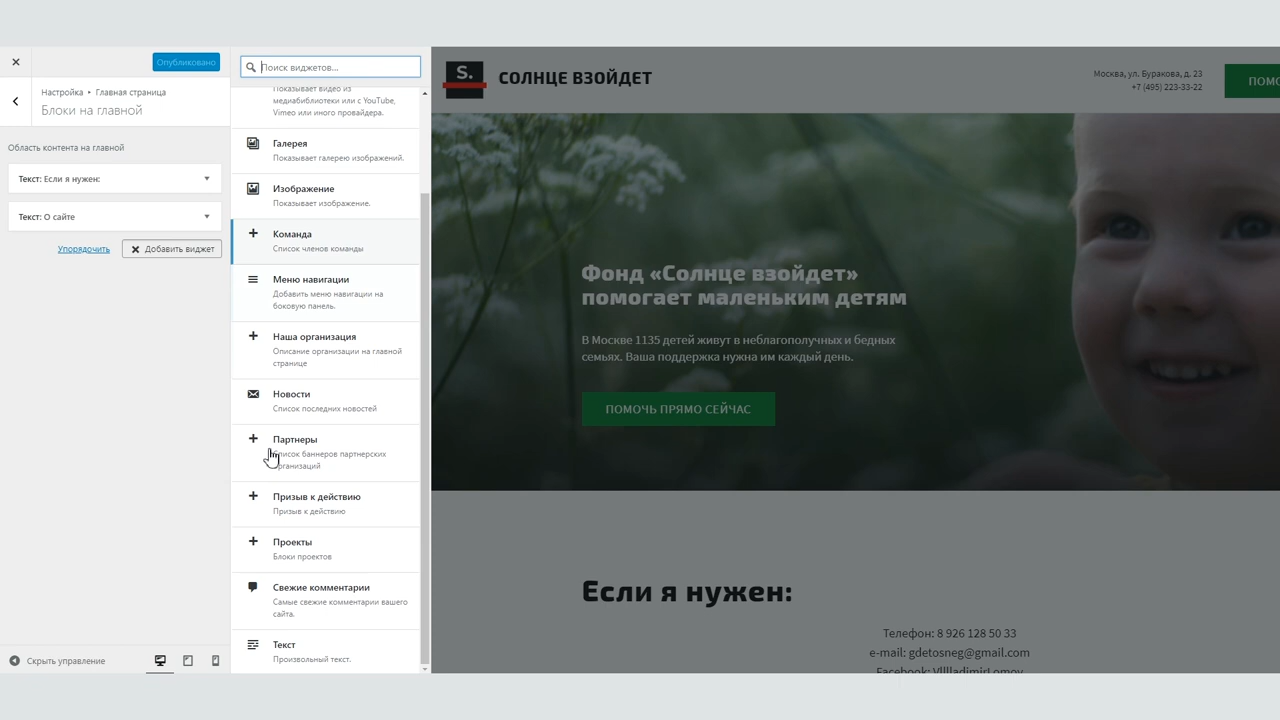 Опубликовано
Настройка • Главная страница
Блоки на главной
Область контента на главной
Текст: Если я нужен:
Текст: О сайте
Упорядочить
Добавить виджет
Скрыть управление
Поиск виджетов...
Показывает видео из
медиабиблиотеки или с YouTube,
Vimeo или иного провайдера.
Галерея
Показывает галерею изображений.
Изображение
Показывает изображение.
Команда
Список членов команды
Меню навигации
Добавить меню навигации на
боковую панель.
Наша организация
Описание организации на главной
странице
Новости
Список последних новостей
Партнеры
Список баннеров партнерских
организаций
Призыв к действию
Призыв к действию
Проекты
Блоки проектов
Свежие комментарии
Самые свежие комментарии вашего
сайта.
Текст
Произвольный текст.
S.
СОЛНЦЕ ВЗОЙДЕТ
Москва, ул. Буракова, д. 23
+7 (495) 223-33-22
ПОМО
Фонд «Солнце взойдет»
помогает маленьким детям
В Москве 1135 детей живут в неблагополучных и бедных
семьях. Ваша поддержка нужна им каждый день.
ПОМОЧЬ ПРЯМО СЕЙЧАС
Если я нужен:
Телефон: 8 926 128 50 33
e-mail: gdetosneg@gmail.com
Facebook: